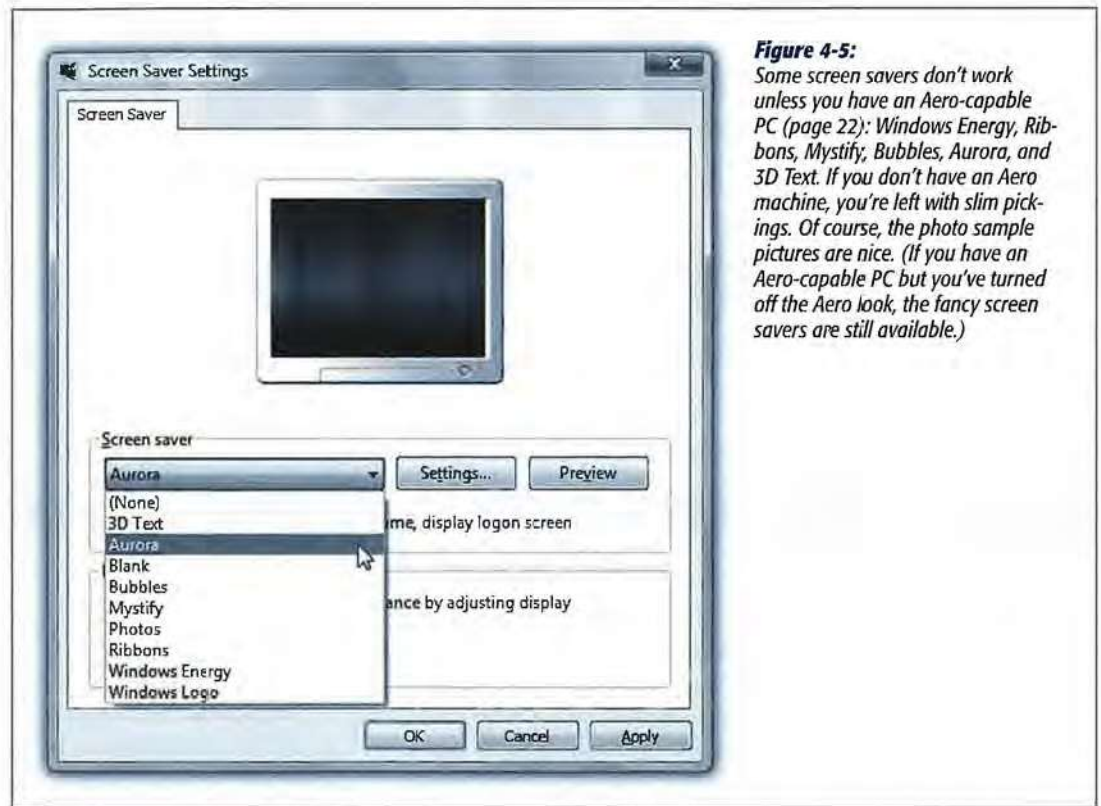 Screen Saver Settings
Screen Saver
Screen saver
Aurora
Settings...
Preview
(None)
3D Text
me, display logon screen
Aurora
Blank
Bubbles
ance by adjusting display
Mystify
Photos
Ribbons
Windows Energy
Windows Logo
OK
Cancel
Apply
Figure 4-5:
Some screen savers don't work
unless you have an Aero-capable
PC (page 22): Windows Energy, Rib-
bons, Mystify, Bubbles, Aurora, and
3D Text. If you don't have an Aero
machine, you're left with slim pick-
ings. Of course, the photo sample
pictures are nice. (If you have an
Aero-capable PC but you've turned
off the Aero look, the fancy screen
savers are still available.)